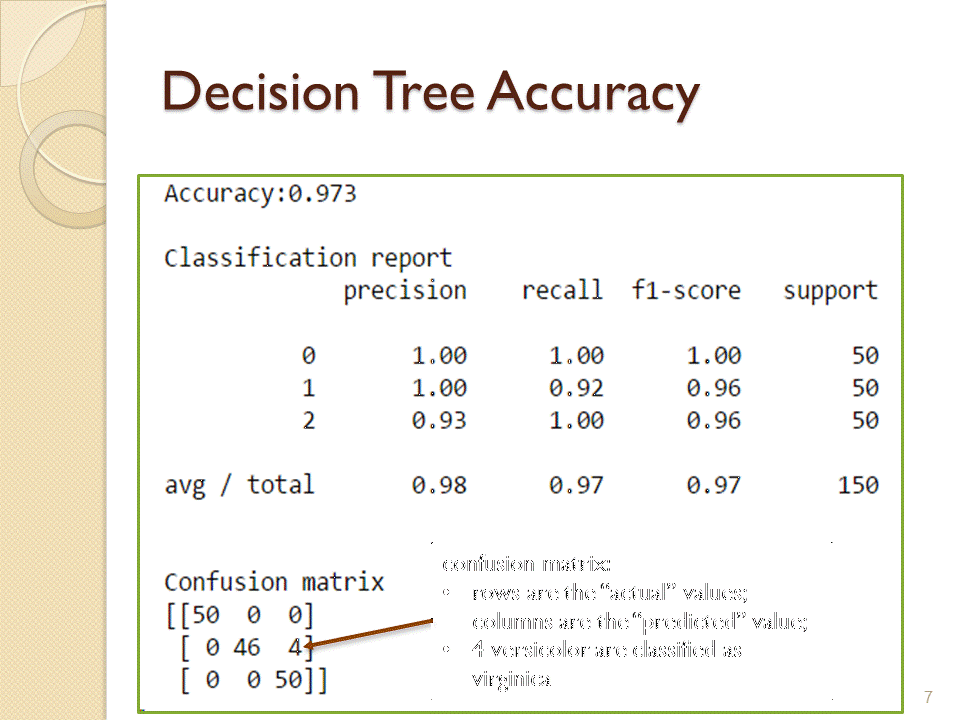 Decision Tree Accuracy
Accuracy:0.973
Classification report
precision recall f1-score support
0 1.00 1.00 1.00 50
1 1.00 0.92 0.96 50
2 0.93 1.00 0.96 50
avg / total 0.98 0.97 0.97 150
Confusion matrix
[[50 0 0]
[ 0 46 4]
[ 0 0 50]]
confusion matrix:
• rows are the “actual” values;
columns are the “predicted” value;
• 4 versicolor are classified as
virginica
7